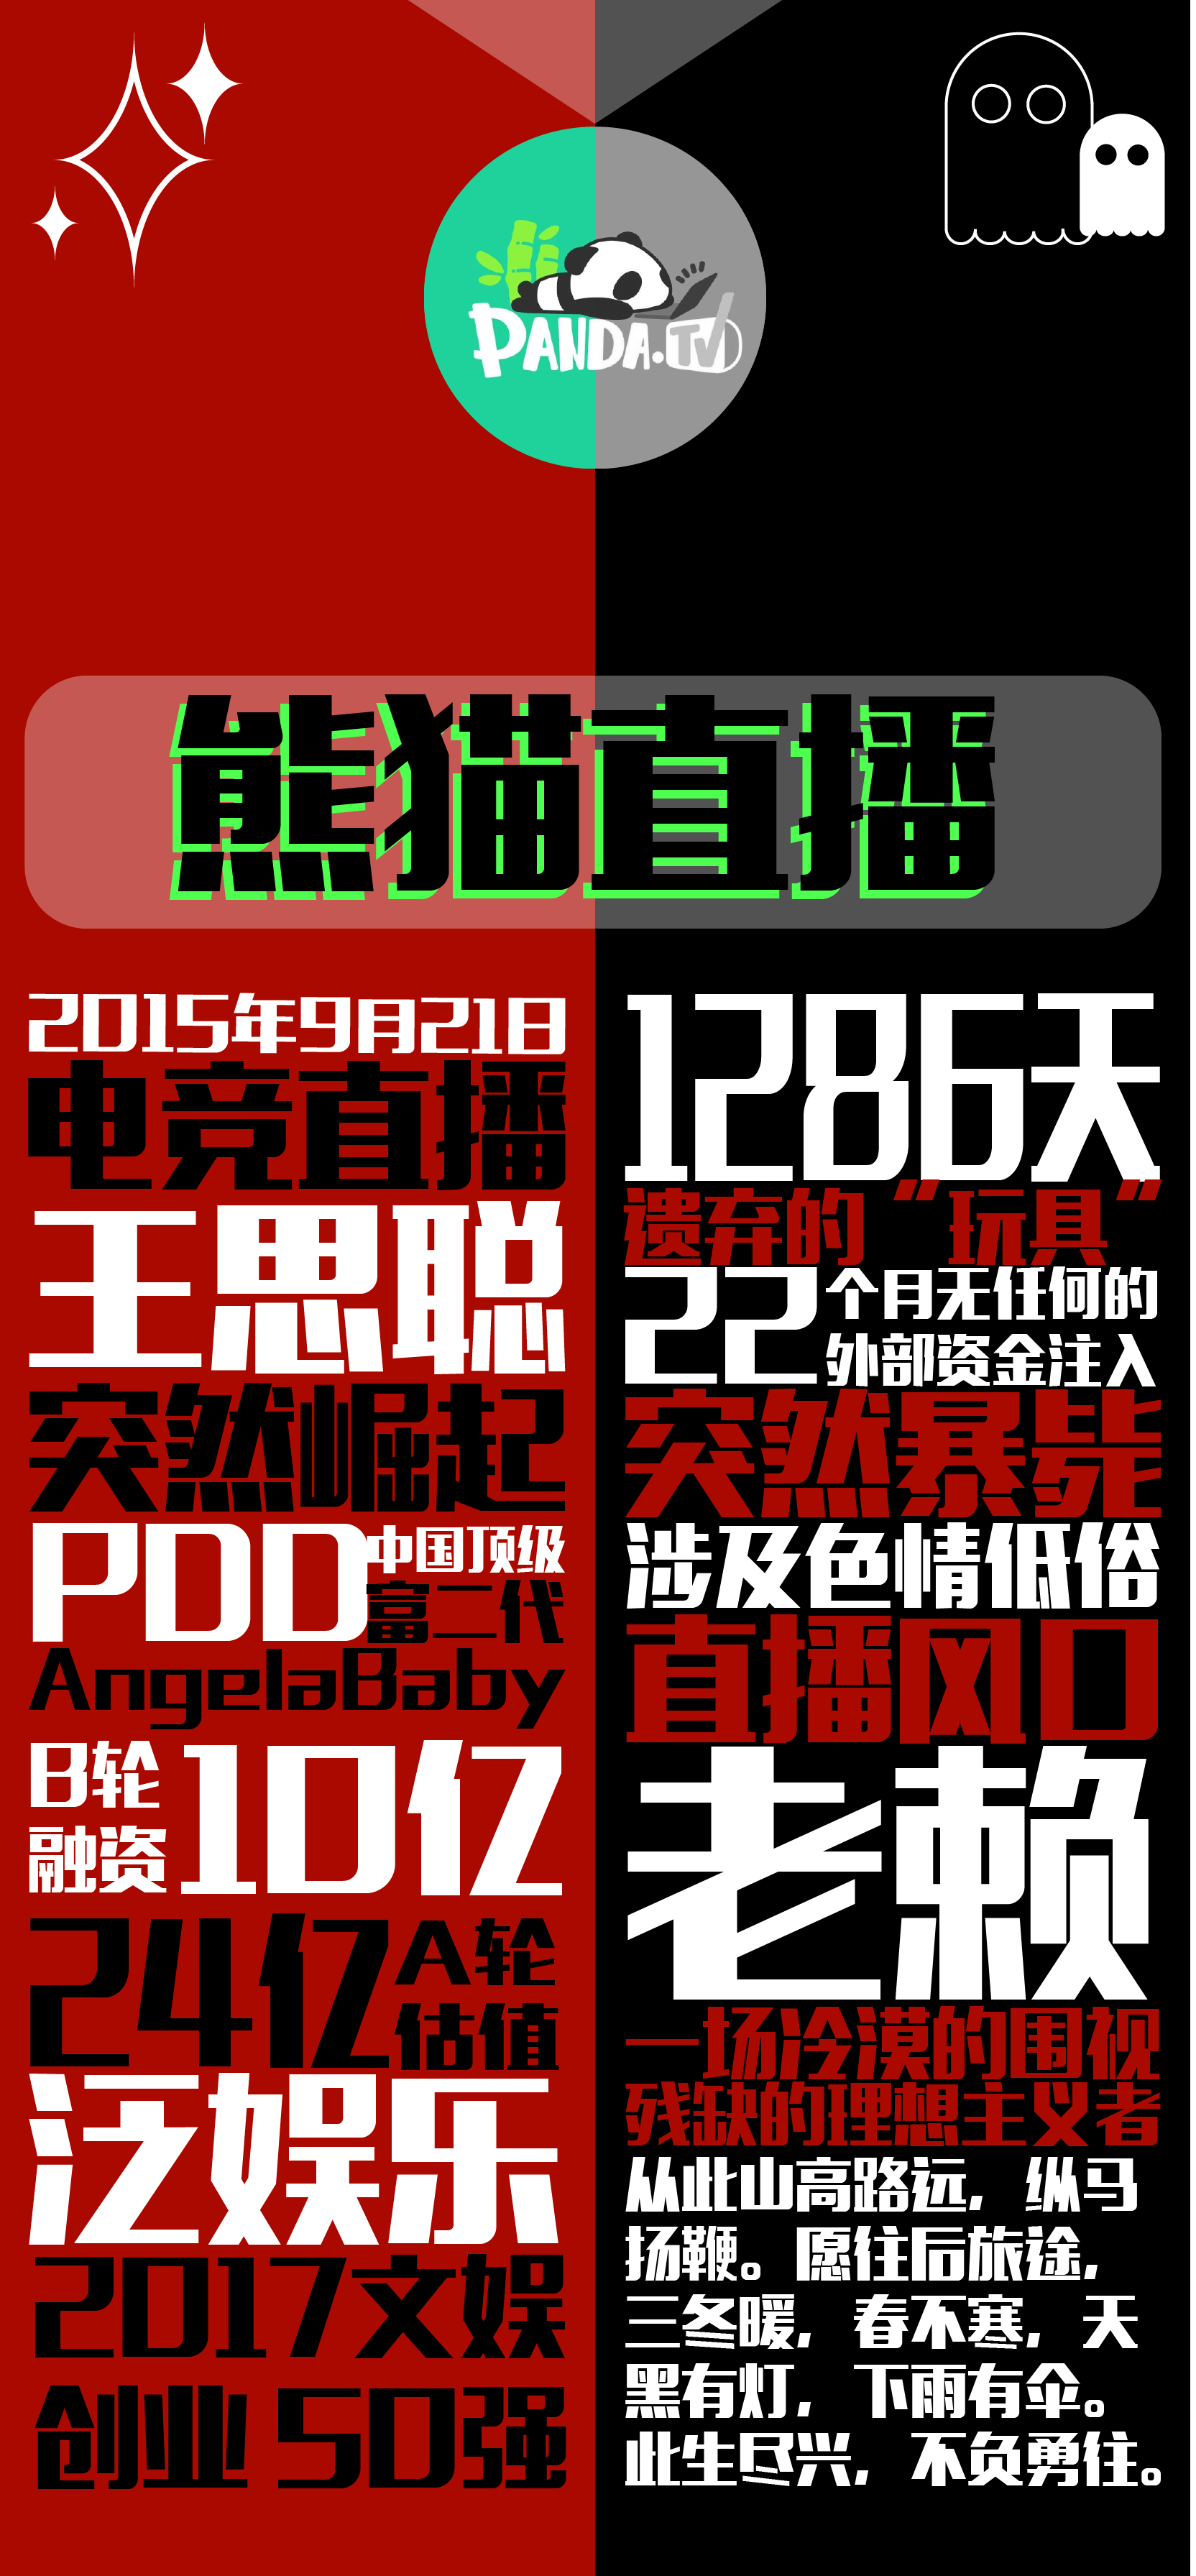 PANDA.TV
熊猫直播
2015年9月21日
电竞直播
王思聪
突然崛起
PDD
中国顶级
富二代
AngelaBaby
B轮
融资
10亿
24亿
A轮
估值
泛娱乐
2017文娱
创业 50强
1286天
遗弃的“玩具”
22
个月无任何的
外部资金注入
突然暴毙
涉及色情低俗
直播风口
老赖
一场冷漠的围视
残缺的理想主义者
从此山高路远，纵马
扬鞭。愿往后旅途，
三冬暖，春不寒，天
黑有灯，下雨有伞。
此生尽兴，不负勇往。